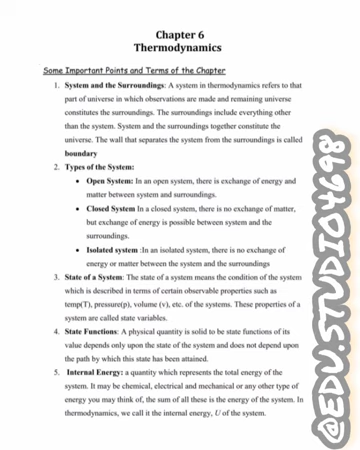 Chapter 6
Thermodynamics
Some Important Points and Terms of the Chapter
1. System and the Surroundings: A system in thermodynamics refers to that
part of universe in which observations are made and remaining universe
constitutes the surroundings. The surroundings include everything other
than the system. System and the surroundings together constitute the
universe. The wall that separates the system from the surroundings is called
boundary
2. Types of the System:
• Open System: In an open system, there is exchange of energy and
matter between system and surroundings.
• Closed System In a closed system, there is no exchange of matter,
but exchange of energy is possible between system and the
surroundings.
• Isolated system :In an isolated system, there is no exchange of
energy or matter between the system and the surroundings
3. State of a System: The state of a system means the condition of the system
which is described in terms of certain observable properties such as
temp(T), pressure(p), volume (v), etc. of the systems. These properties of a
system are called state variables.
4. State Functions: A physical quantity is solid to be state functions of its
value depends only upon the state of the system and does not depend upon
the path by which this state has been attained.
5. Internal Energy: a quantity which represents the total energy of the
system. It may be chemical, electrical and mechanical or any other type of
energy you may think of, the sum of all these is the energy of the system. In
thermodynamics, we call it the internal energy, U of the system.
@EDU.STUDIO4698